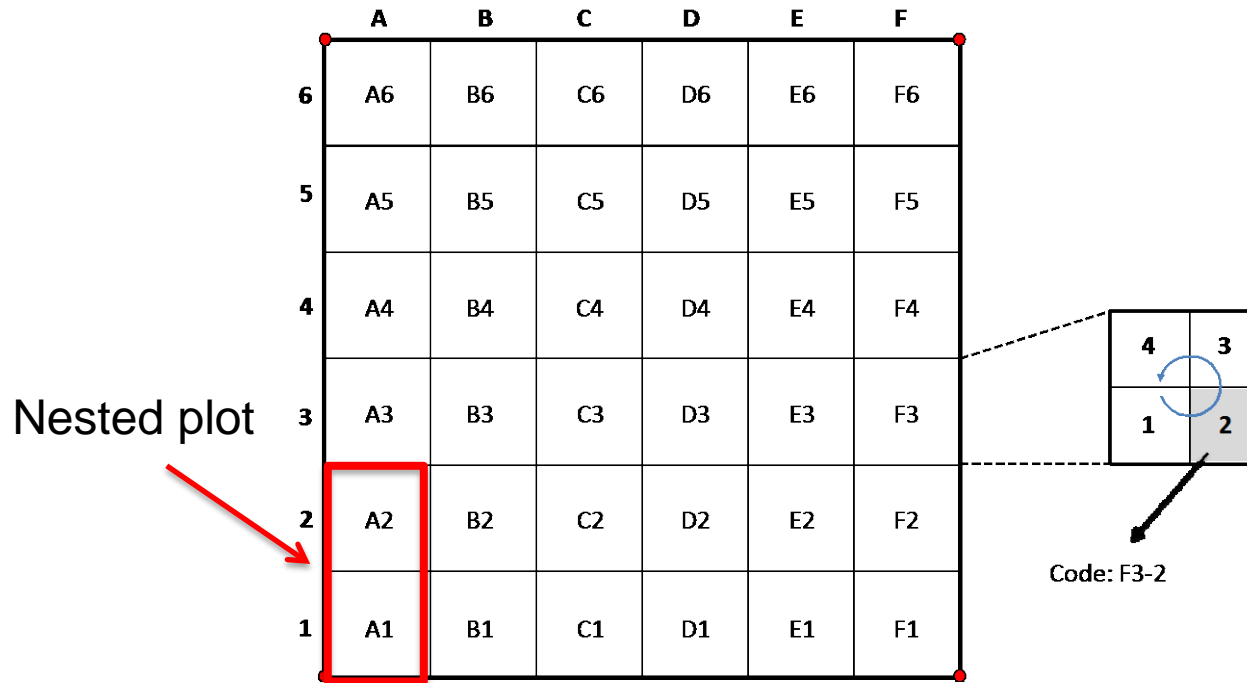 A B C D E F
6 A6 B6 C6 D6 E6 F6
5 A5 B5 C5 D5 E5 F5
4 A4 B4 C4 D4 E4 F4
4 3
Nested plot
3 A3 B3 C3 D3 E3 F3
1 2
2 A2 B2 C2 D2 E2 F2
Code: F3-2
1 A1 B1 C1 D1 E1 F1